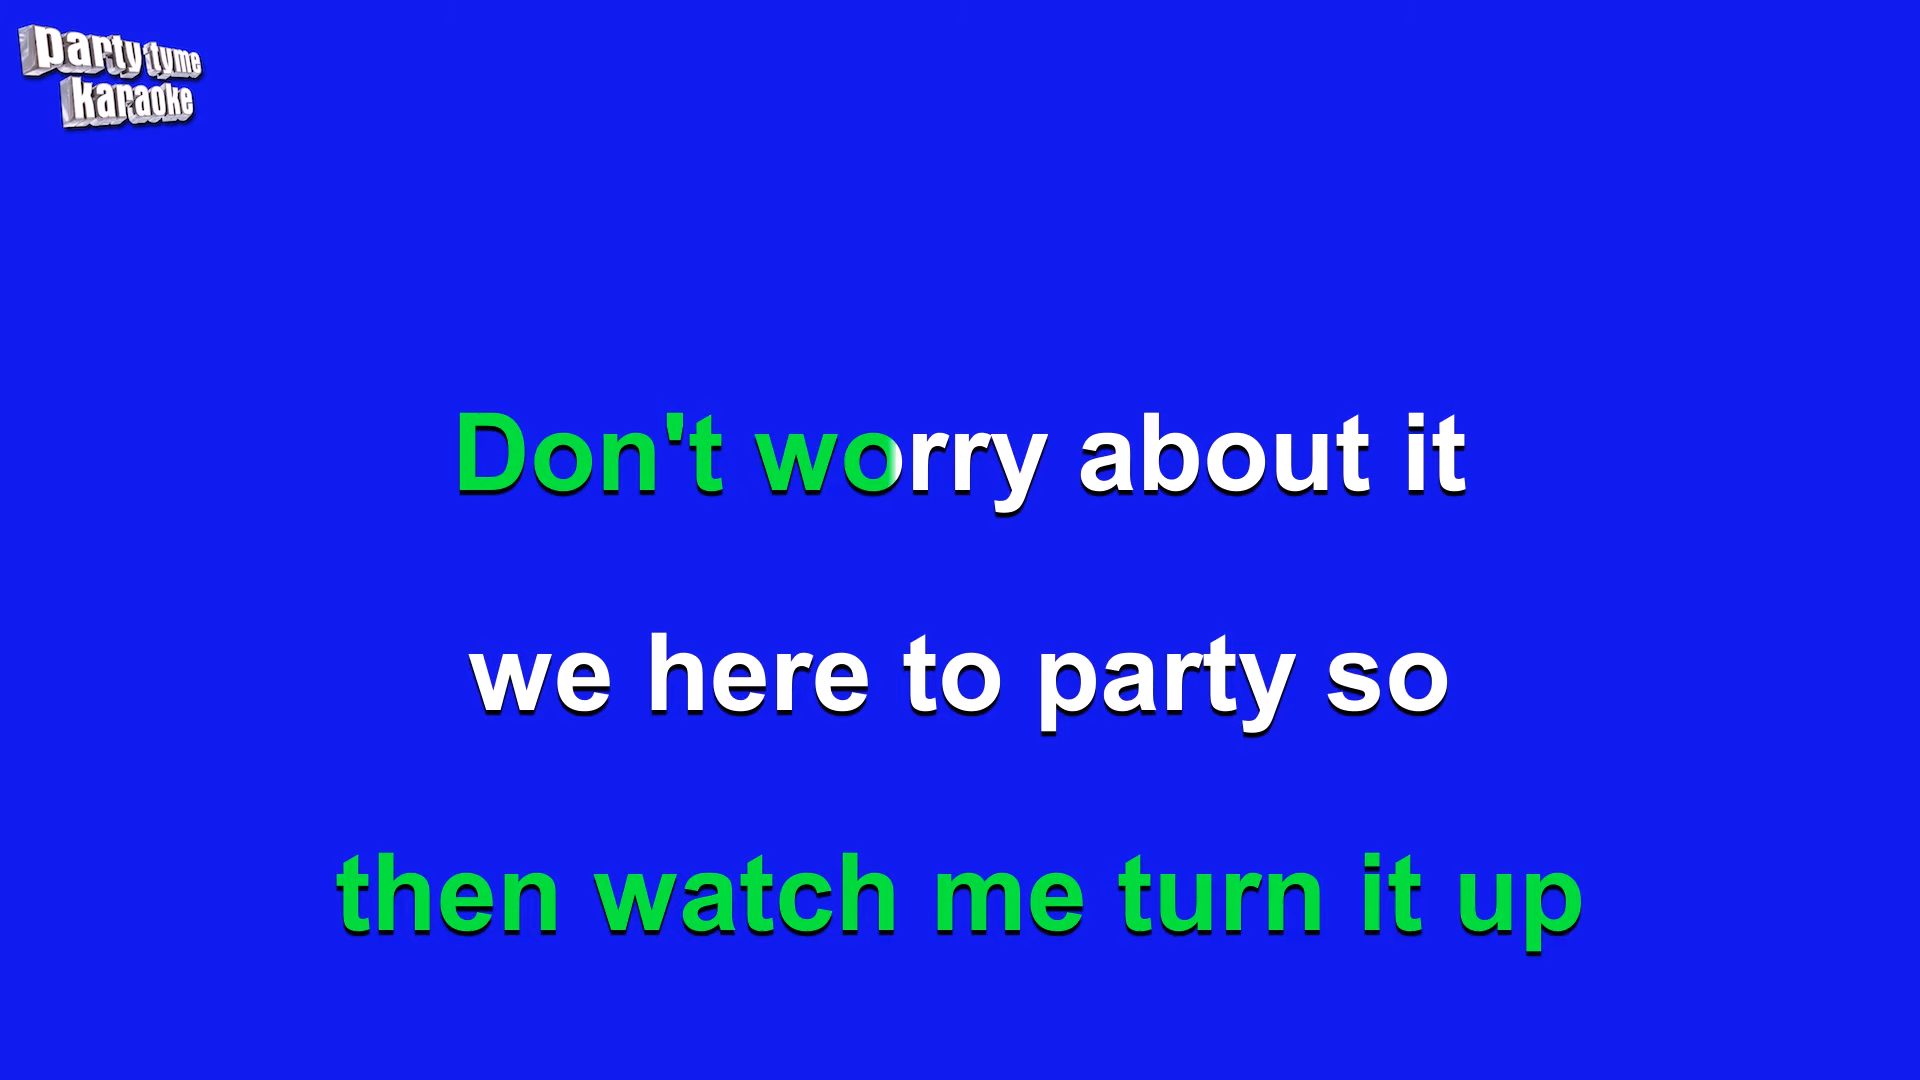 party tyme
karaoke
Don't worry about it
we here to party so
then watch me turn it up